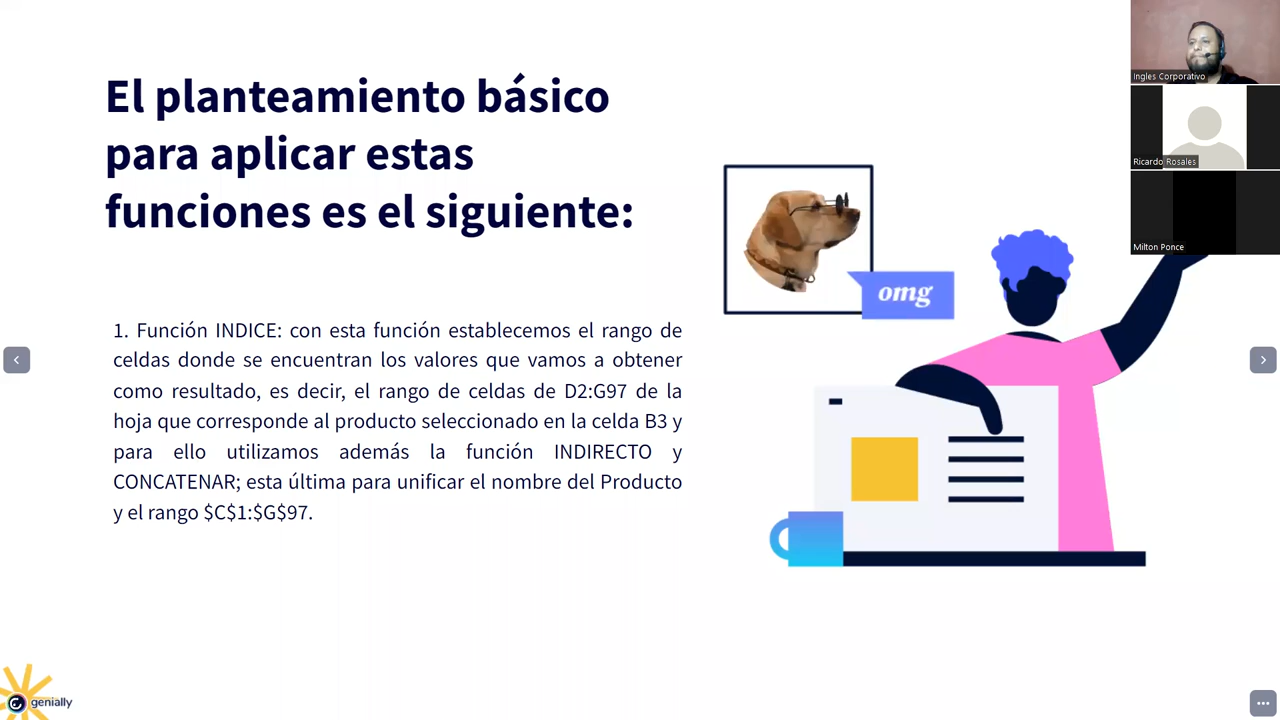 El planteamiento básico
para aplicar estas
funciones es el siguiente:
1. Función INDICE: con esta función establecemos el rango de
celdas donde se encuentran los valores que vamos a obtener
como resultado, es decir, el rango de celdas de D2:G97 de la
hoja que corresponde al producto seleccionado en la celda B3 y
para ello utilizamos además la función INDIRECTO y
CONCATENAR; esta última para unificar el nombre del Producto
y el rango $C$1:$G$97.
omg
Ingles Corporativo
Ricardo Rosales
Milton Ponce
genially